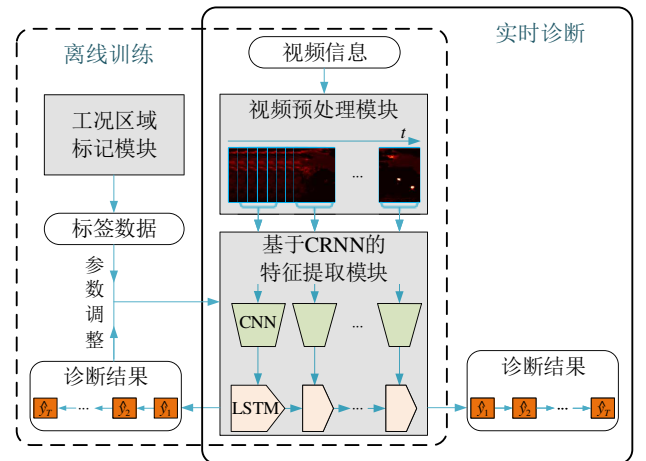 离线训练
实时诊断
视频信息
工况区域
标记模块
视频预处理模块
t
...
标签数据
基于CRNN的
特征提取模块
参数调整
CNN
...
诊断结果
ŷT ... ŷ2 ŷ1
LSTM
...
诊断结果
ŷ1 ŷ2 ... ŷT